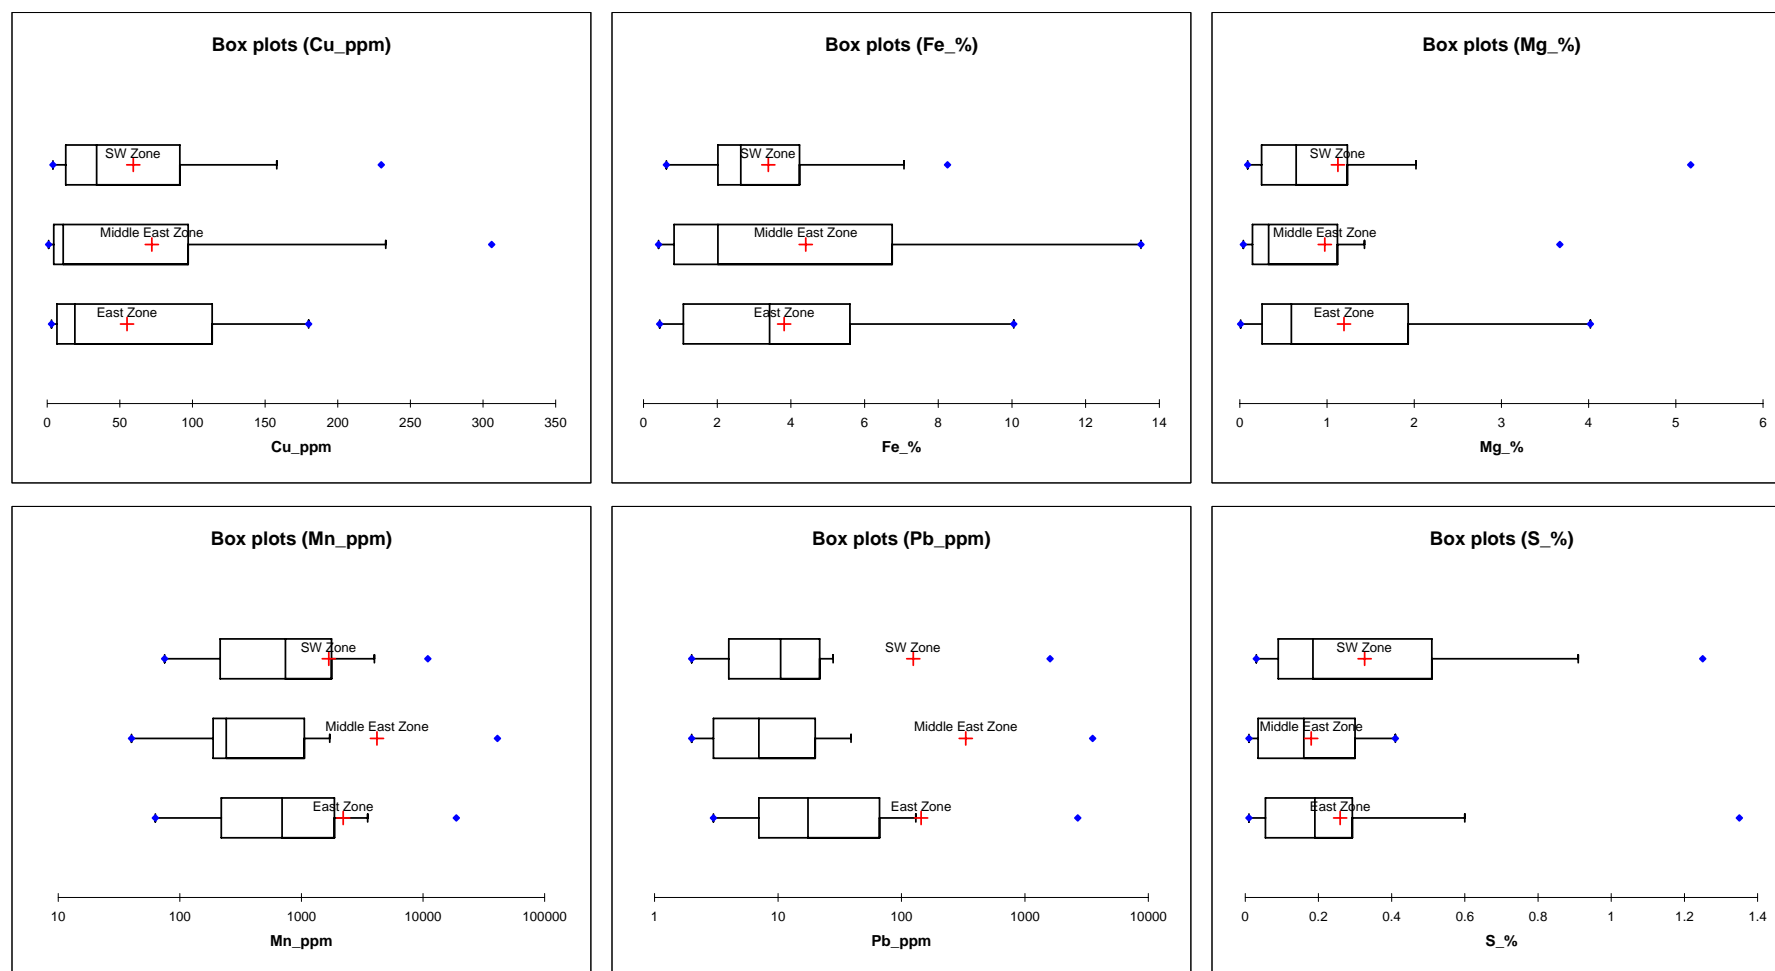 Box plots (Cu_ppm)
SW Zone
Middle East Zone
East Zone
0 50 100 150 200 250 300 350
Cu_ppm
Box plots (Fe_%)
SW Zone
Middle East Zone
East Zone
0 2 4 6 8 10 12 14
Fe_%
Box plots (Mg_%)
SW Zone
Middle East Zone
East Zone
0 1 2 3 4 5 6
Mg_%
Box plots (Mn_ppm)
SW Zone
Middle East Zone
East Zone
10 100 1000 10000 100000
Mn_ppm
Box plots (Pb_ppm)
SW Zone
Middle East Zone
East Zone
1 10 100 1000 10000
Pb_ppm
Box plots (S_%)
SW Zone
Middle East Zone
East Zone
0 0.2 0.4 0.6 0.8 1 1.2 1.4
S_%